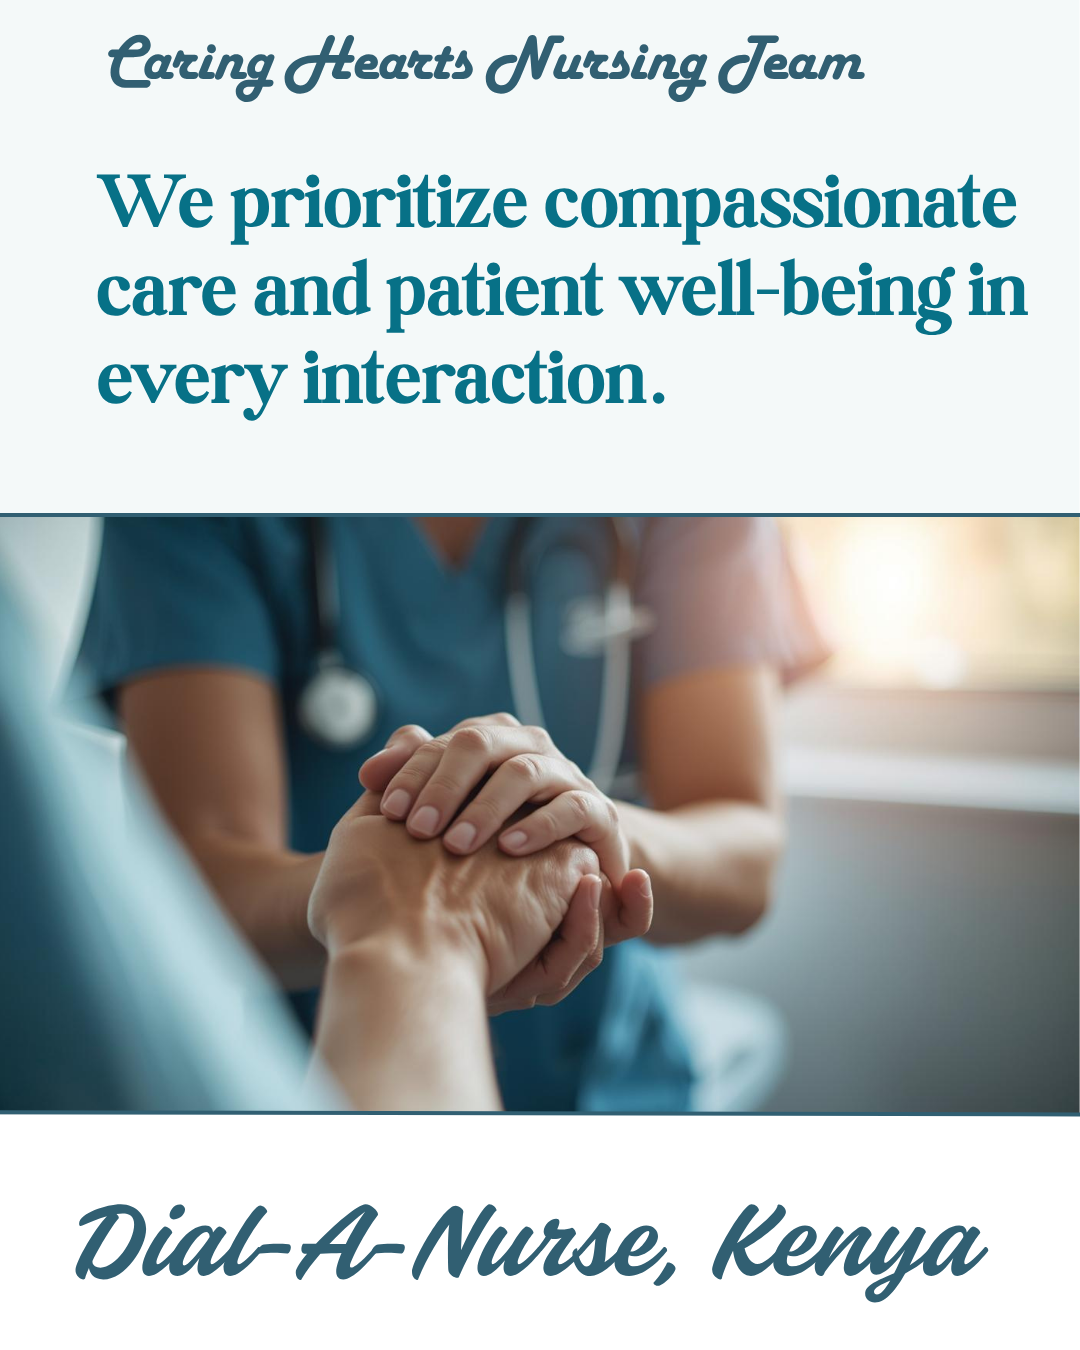 Caring Hearts Nursing Team
We prioritize compassionate
care and patient well-being in
every interaction.
Dial-A-Nurse, Kenya